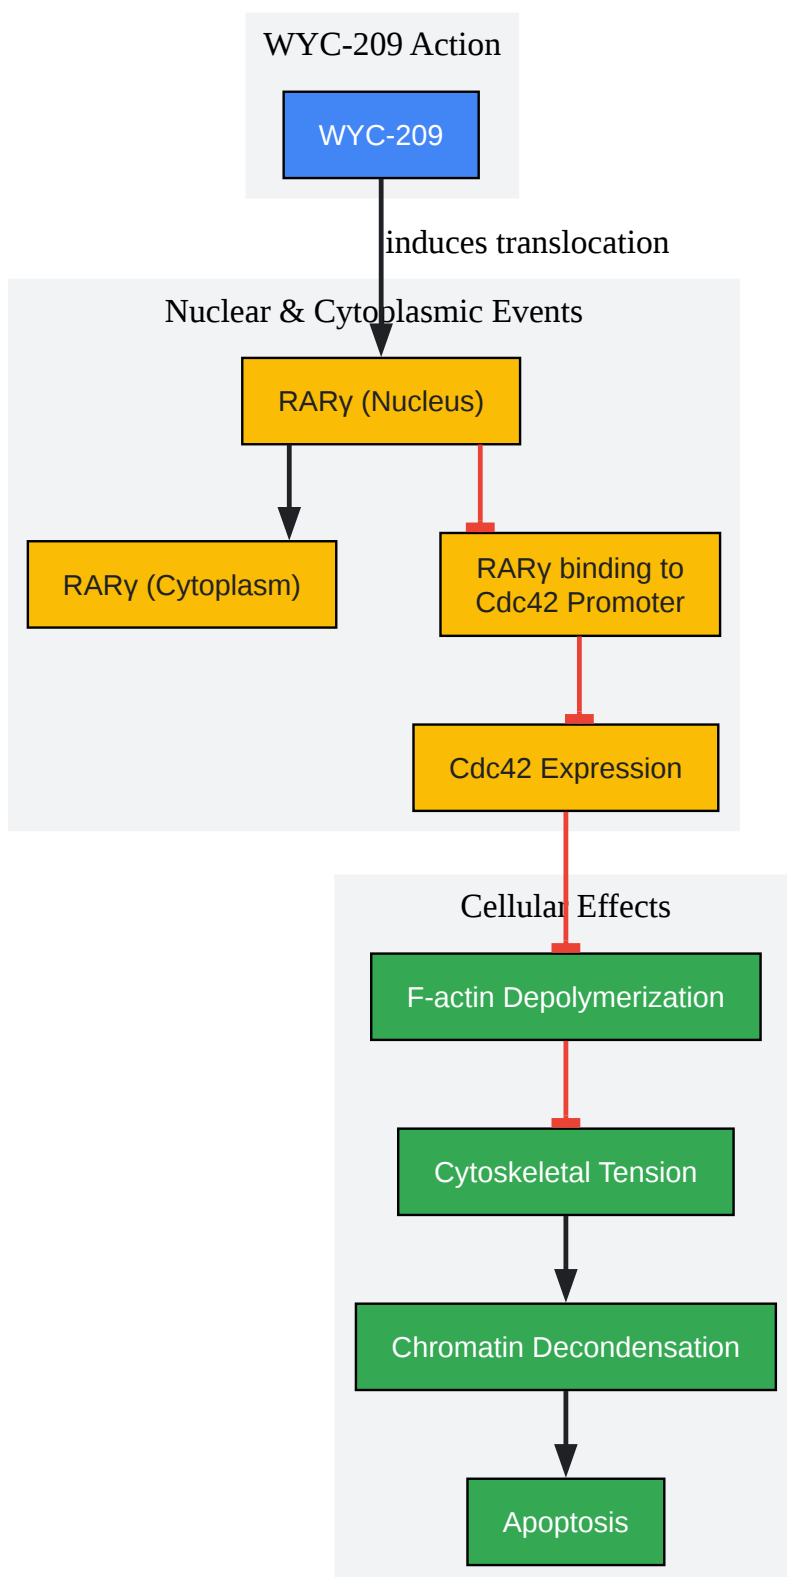 WYC-209 Action
WYC-209
induces translocation
Nuclear & Cytoplasmic Events
RARγ (Nucleus)
RARγ (Cytoplasm)
RARγ binding to
Cdc42 Promoter
Cdc42 Expression
Cellular Effects
F-actin Depolymerization
Cytoskeletal Tension
Chromatin Decondensation
Apoptosis